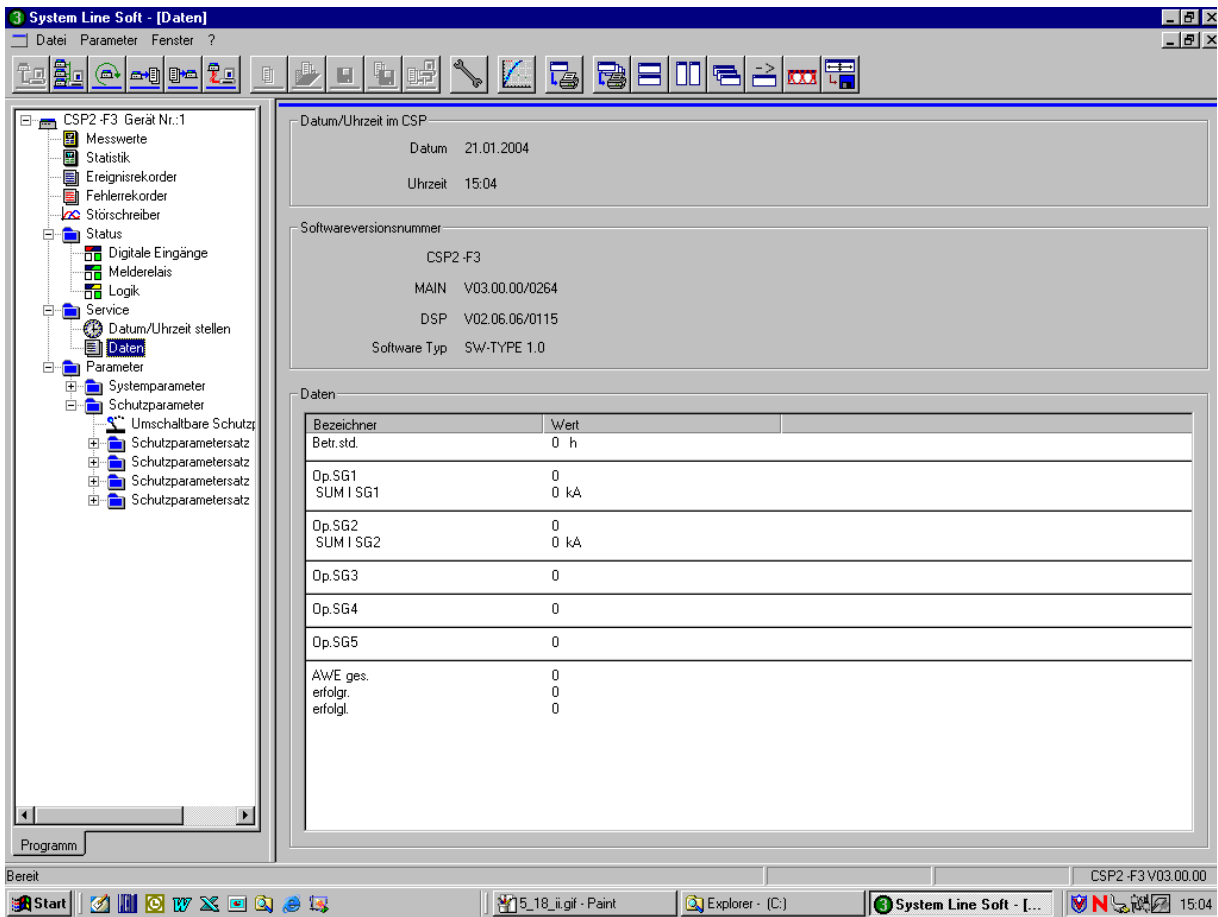 System Line Soft - [Daten]
Datei Parameter Fenster ?
CSP2 -F3 Gerät Nr.:1
Messwerte
Statistik
Ereignisrekorder
Fehlerrekorder
Störschreiber
Status
Digitale Eingänge
Melderelais
Logik
Service
Datum/Uhrzeit stellen
Daten
Parameter
Systemparameter
Schutzparameter
Umschaltbare Schutzp
Schutzparametersatz
Schutzparametersatz
Schutzparametersatz
Schutzparametersatz
Programm
Datum/Uhrzeit im CSP
Datum 21.01.2004
Uhrzeit 15:04
Softwareversionsnummer
CSP2 -F3
MAIN V03.00.00/0264
DSP V02.06.06/0115
Software Typ SW-TYPE 1.0
Daten
Bezeichner Wert
Betr.std. 0 h
Op.SG1 0
SUM I SG1 0 kA
Op.SG2 0
SUM I SG2 0 kA
Op.SG3 0
Op.SG4 0
Op.SG5 0
AWE ges. 0
erfolgr. 0
erfolgl. 0
Bereit CSP2 -F3 V03.00.00
Start 5_18_ii.gif - Paint Explorer - (C:) System Line Soft - [... 15:04